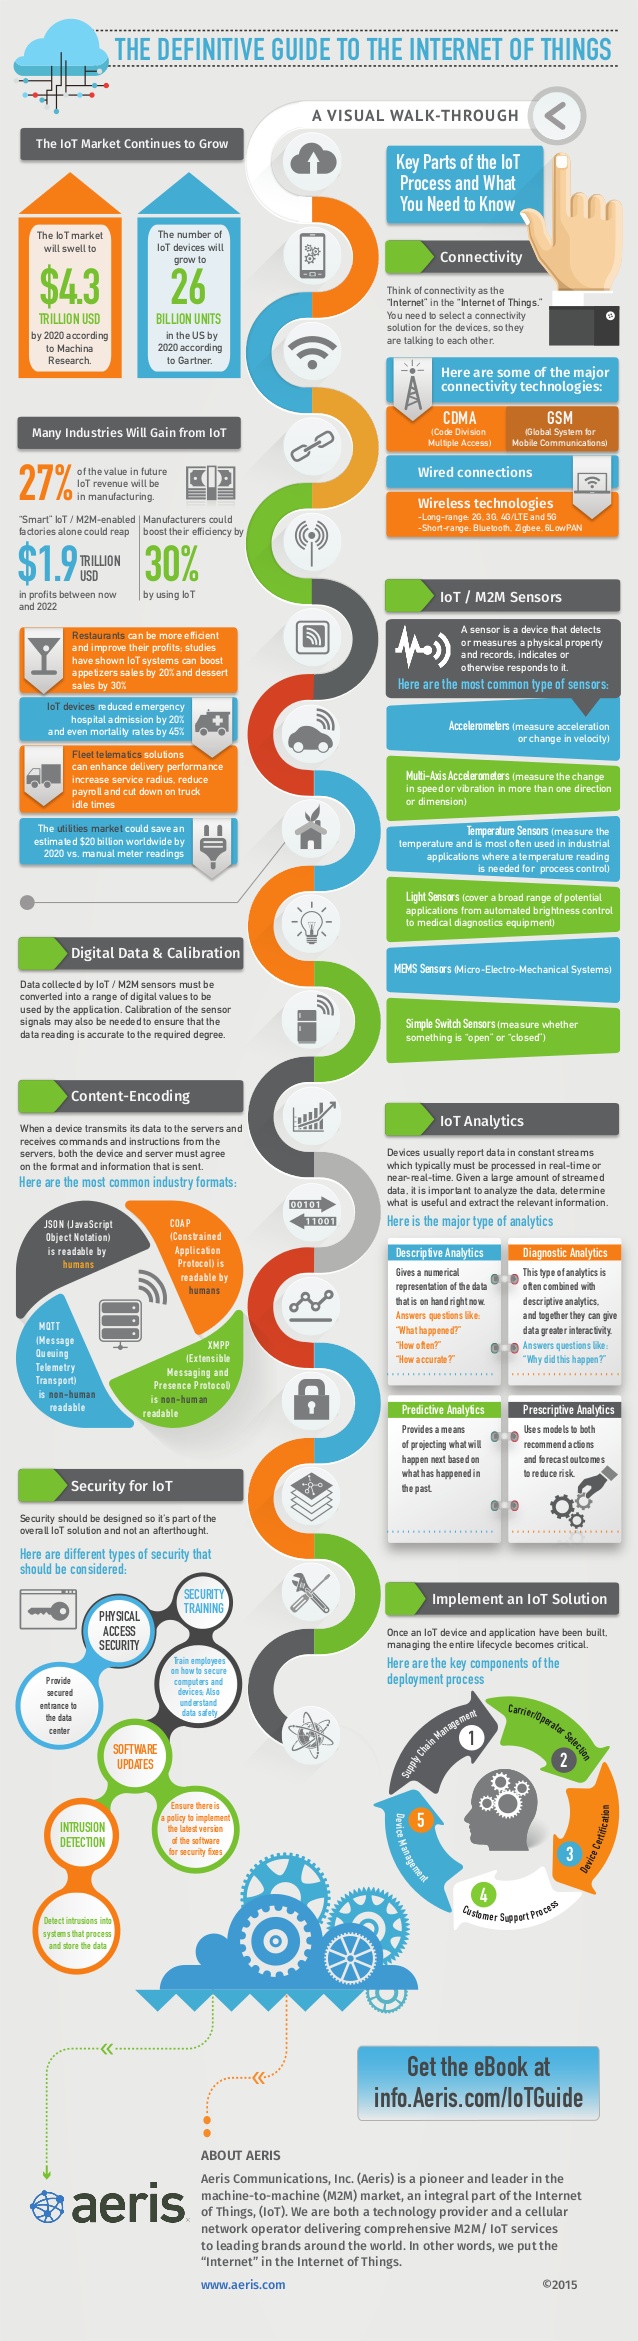 THE DEFINITIVE GUIDE TO THE INTERNET OF THINGS
A VISUAL WALK-THROUGH
The IoT Market Continues to Grow
The IoT market
will swell to
$4.3
TRILLION USD
by 2020 according
to Machina
Research.
The number of
IoT devices will
grow to
26
BILLION UNITS
in the US by
2020 according
to Gartner.
Many Industries Will Gain from IoT
27%
of the value in future
IoT revenue will be
in manufacturing.
"Smart" IoT / M2M-enabled
factories alone could reap
$1.9 TRILLION
USD
in profits between now
and 2022
Manufacturers could
boost their efficiency by
30%
by using IoT
Restaurants can be more efficient
and improve their profits; studies
have shown IoT systems can boost
appetizers sales by 20% and dessert
sales by 30%
IoT devices reduced emergency
hospital admission by 20%
and even mortality rates by 45%
Fleet telematics solutions
can enhance delivery performance
increase service radius, reduce
payroll and cut down on truck
idle times
The utilities market could save an
estimated $20 billion worldwide by
2020 vs. manual meter readings
Digital Data & Calibration
Data collected by IoT / M2M sensors must be
converted into a range of digital values to be
used by the application. Calibration of the sensor
signals may also be needed to ensure that the
data reading is accurate to the required degree.
Content-Encoding
When a device transmits its data to the servers and
receives commands and instructions from the
servers, both the device and server must agree
on the format and information that is sent.
Here are the most common industry formats:
JSON (JavaScript
Object Notation)
is readable by
humans
COAP
(Constrained
Application
Protocol) is
readable by
humans
MQTT
(Message
Queuing
Telemetry
Transport)
is non-human
readable
XMPP
(Extensible
Messaging and
Presence Protocol)
is non-human
readable
Security for IoT
Security should be designed so it's part of the
overall IoT solution and not an afterthought.
Here are different types of security that
should be considered:
PHYSICAL
ACCESS
SECURITY
Provide
secured
entrance to
the data
center
SECURITY
TRAINING
Train employees
on how to secure
computers and
devices; Also
understand
data safety
SOFTWARE
UPDATES
Ensure there is
a policy to implement
the latest version
of the software
for security fixes
INTRUSION
DETECTION
Detect intrusions into
systems that process
and store the data
00101
11001
Key Parts of the IoT
Process and What
You Need to Know
Connectivity
Think of connectivity as the
"Internet" in the "Internet of Things."
You need to select a connectivity
solution for the devices, so they
are talking to each other.
Here are some of the major
connectivity technologies:
CDMA
(Code Division
Multiple Access)
GSM
(Global System for
Mobile Communications)
Wired connections
Wireless technologies
-Long-range: 2G, 3G, 4G/LTE and 5G
-Short-range: Bluetooth, Zigbee, 6LowPAN
IoT / M2M Sensors
A sensor is a device that detects
or measures a physical property
and records, indicates or
otherwise responds to it.
Here are the most common type of sensors:
Accelerometers (measure acceleration
or change in velocity)
Multi-Axis Accelerometers (measure the change
in speed or vibration in more than one direction
or dimension)
Temperature Sensors (measure the
temperature and is most often used in industrial
applications where a temperature reading
is needed for process control)
Light Sensors (cover a broad range of potential
applications from automated brightness control
to medical diagnostics equipment)
MEMS Sensors (Micro-Electro-Mechanical Systems)
Simple Switch Sensors (measure whether
something is "open" or "closed")
IoT Analytics
Devices usually report data in constant streams
which typically must be processed in real-time or
near-real-time. Given a large amount of streamed
data, it is important to analyze the data, determine
what is useful and extract the relevant information.
Here is the major type of analytics
Descriptive Analytics
Gives a numerical
representation of the data
that is on hand right now.
Answers questions like:
"What happened?"
"How often?"
"How accurate?"
Diagnostic Analytics
This type of analytics is
often combined with
descriptive analytics,
and together they can give
data greater interactivity.
Answers questions like:
"Why did this happen?"
Predictive Analytics
Provides a means
of projecting what will
happen next based on
what has happened in
the past.
Prescriptive Analytics
Uses models to both
recommend actions
and forecast outcomes
to reduce risk.
Implement an IoT Solution
Once an IoT device and application have been built,
managing the entire lifecycle becomes critical.
Here are the key components of the
deployment process
Supply Chain Management
1
Carrier/Operator Selection
2
Device Certification
3
Customer Support Process
4
Device Management
5
Get the eBook at
info.Aeris.com/IoTGuide
aeris
ABOUT AERIS
Aeris Communications, Inc. (Aeris) is a pioneer and leader in the
machine-to-machine (M2M) market, an integral part of the Internet
of Things, (IoT). We are both a technology provider and a cellular
network operator delivering comprehensive M2M/ IoT services
to leading brands around the world. In other words, we put the
"Internet" in the Internet of Things.
www.aeris.com
©2015